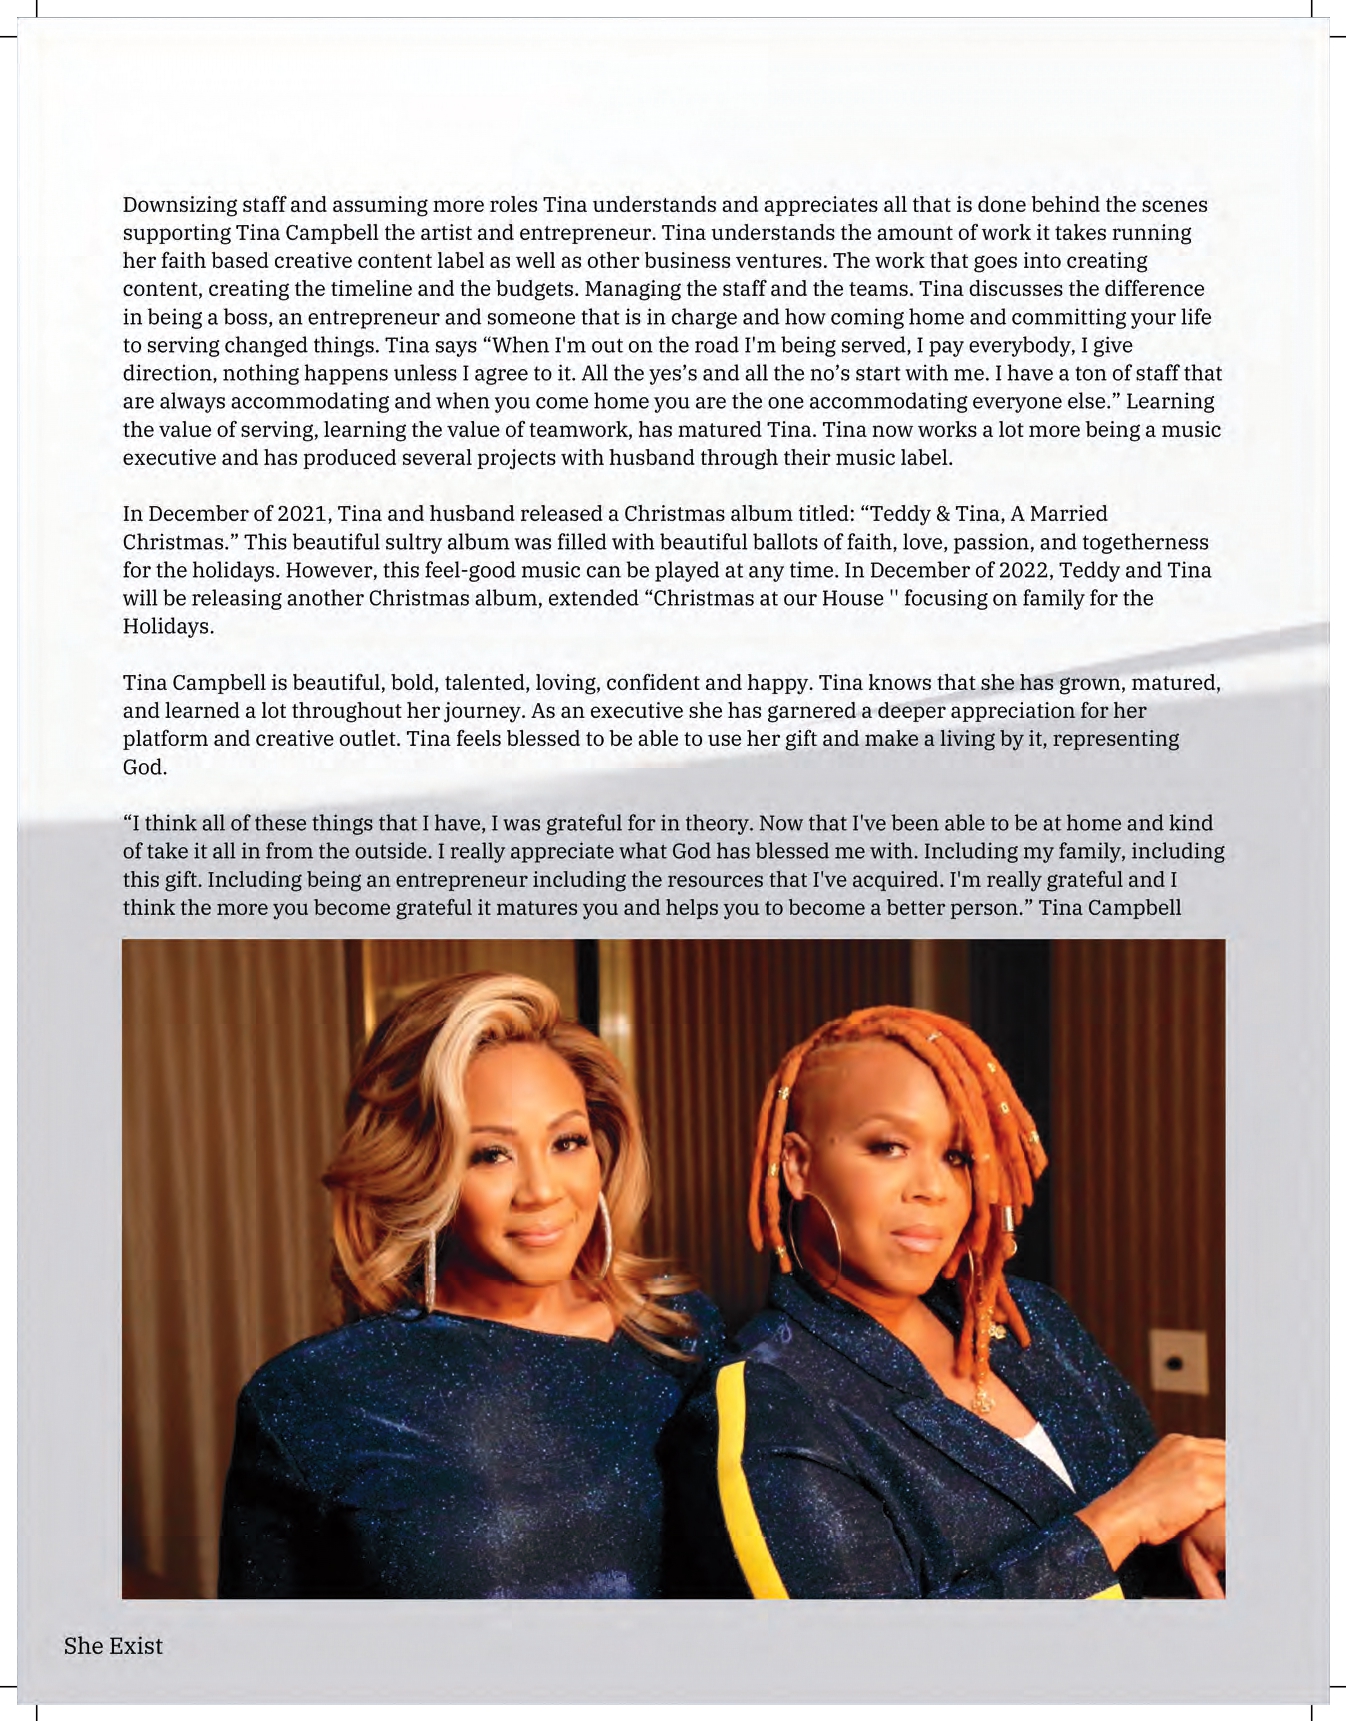 Downsizing staff and assuming more roles Tina understands and appreciates all that is done behind the scenes
supporting Tina Campbell the artist and entrepreneur. Tina understands the amount of work it takes running
her faith based creative content label as well as other business ventures. The work that goes into creating
content, creating the timeline and the budgets. Managing the staff and the teams. Tina discusses the difference
in being a boss, an entrepreneur and someone that is in charge and how coming home and committing your life
to serving changed things. Tina says “When I'm out on the road I'm being served, I pay everybody, I give
direction, nothing happens unless I agree to it. All the yes’s and all the no’s start with me. I have a ton of staff that
are always accommodating and when you come home you are the one accommodating everyone else.” Learning
the value of serving, learning the value of teamwork, has matured Tina. Tina now works a lot more being a music
executive and has produced several projects with husband through their music label.
In December of 2021, Tina and husband released a Christmas album titled: “Teddy & Tina, A Married
Christmas.” This beautiful sultry album was filled with beautiful ballots of faith, love, passion, and togetherness
for the holidays. However, this feel-good music can be played at any time. In December of 2022, Teddy and Tina
will be releasing another Christmas album, extended “Christmas at our House '' focusing on family for the
Holidays.
Tina Campbell is beautiful, bold, talented, loving, confident and happy. Tina knows that she has grown, matured,
and learned a lot throughout her journey. As an executive she has garnered a deeper appreciation for her
platform and creative outlet. Tina feels blessed to be able to use her gift and make a living by it, representing
God.
“I think all of these things that I have, I was grateful for in theory. Now that I've been able to be at home and kind
of take it all in from the outside. I really appreciate what God has blessed me with. Including my family, including
this gift. Including being an entrepreneur including the resources that I've acquired. I'm really grateful and I
think the more you become grateful it matures you and helps you to become a better person.” Tina Campbell
She Exist